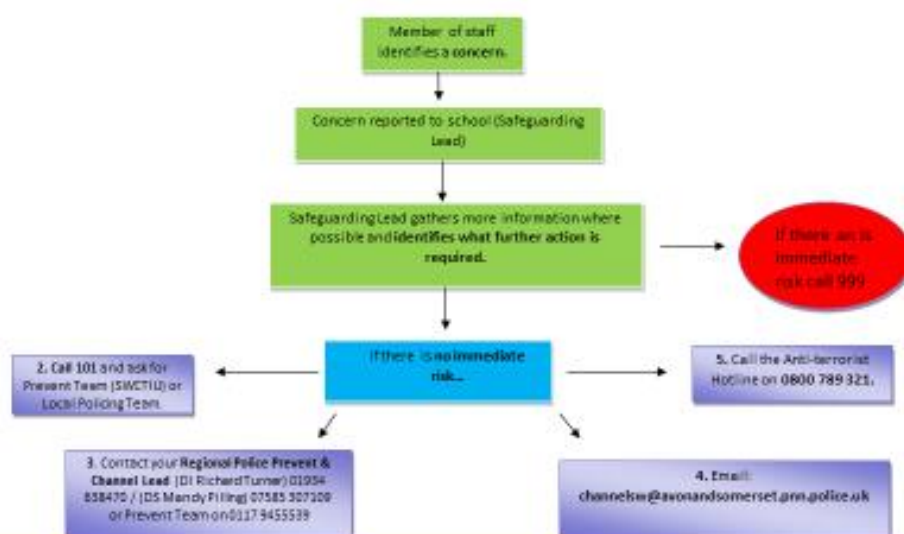 Member of staff
identifies a concern.
Concern reported to school (Safeguarding
Lead)
Safeguarding Lead gathers more information where
possible and identifies what further action is
required.
If there an is
immediate
risk call 999
If there is no immediate
risk...
2. Call 101 and ask for
Prevent Team (SWCTIU) or
Local Policing Team
5. Call the Anti-terrorist
Hotline on 0800 789 321.
3. Contact your Regional Police Prevent &
Channel Lead (DI Richard Turner) 01934
638470 / (DS Mandy Pilling) 07585 307109
or Prevent Team on 0117 9455539
4. Email:
channelsw@avonandsomerset.pnn.police.uk